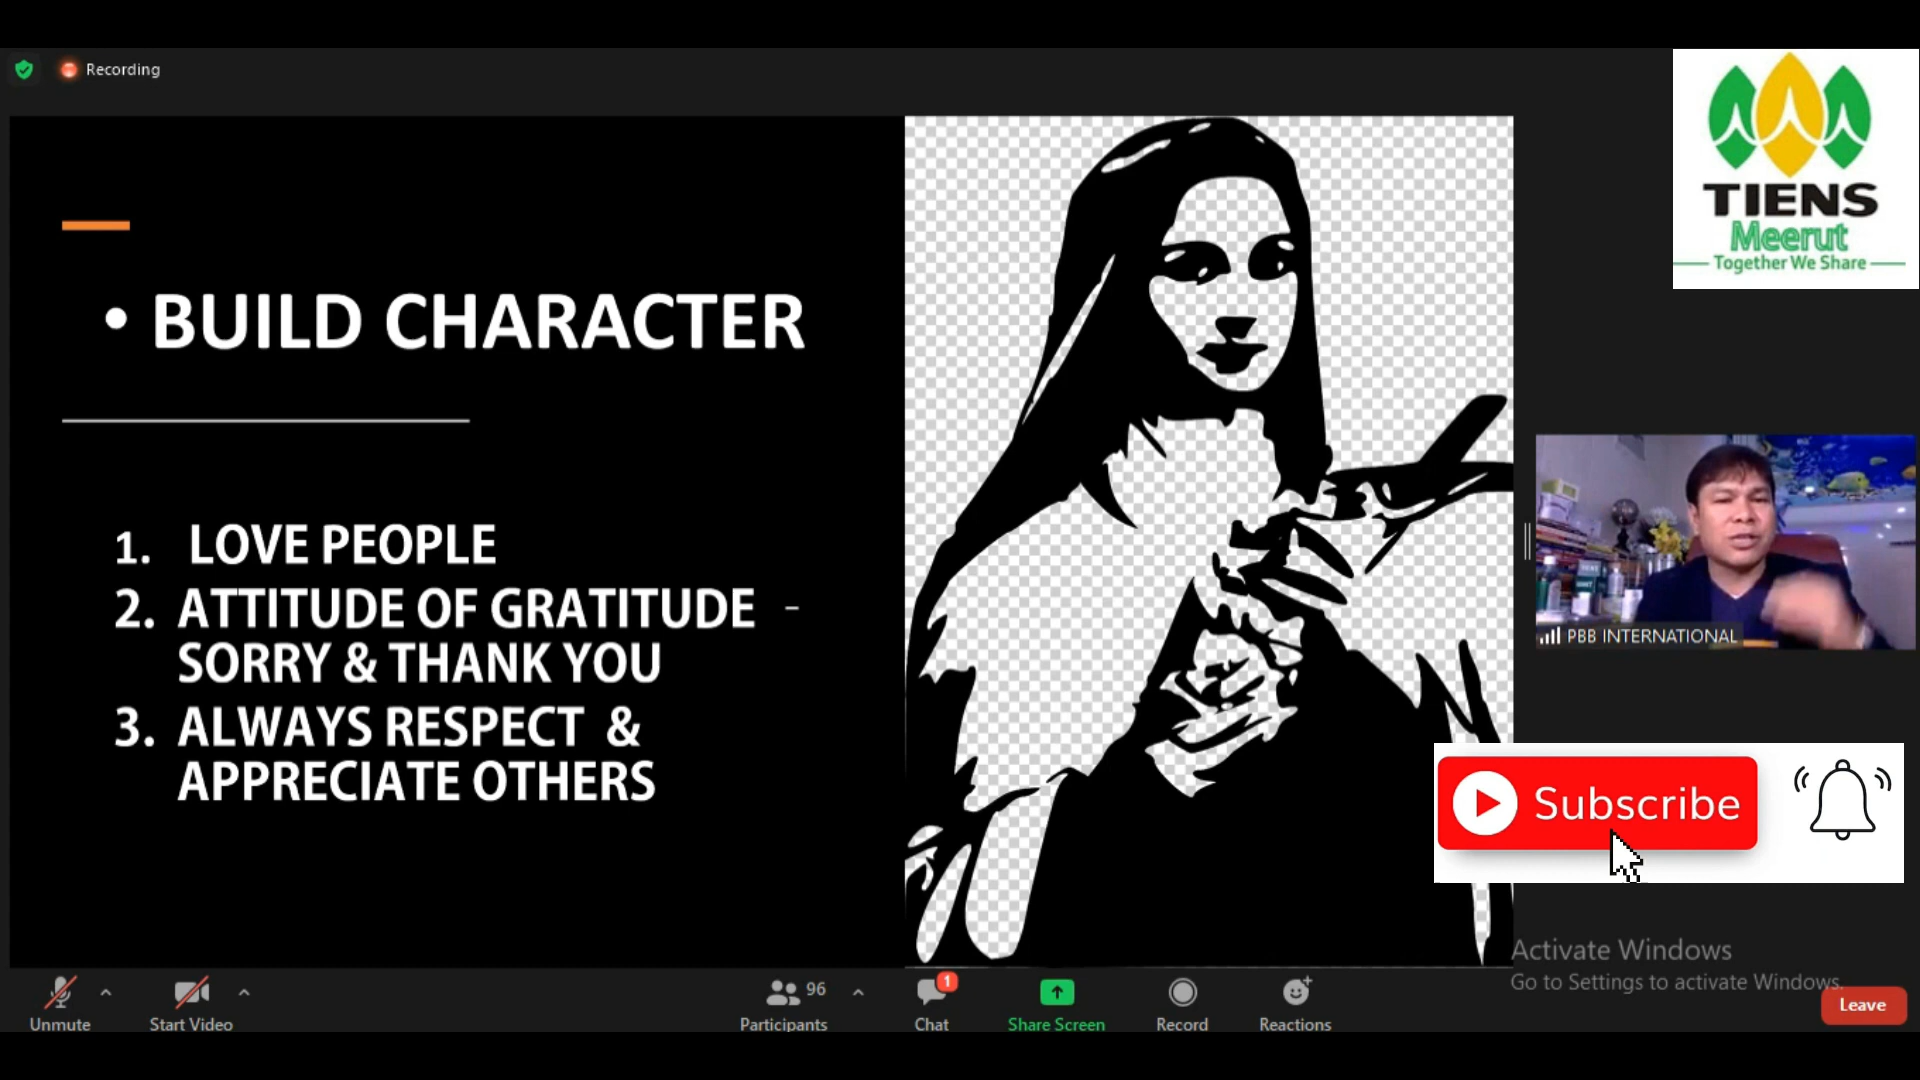 Recording
TIENS
Meerut
Together We Share
• BUILD CHARACTER
1. LOVE PEOPLE
2. ATTITUDE OF GRATITUDE –
SORRY & THANK YOU
3. ALWAYS RESPECT &
APPRECIATE OTHERS
PBB INTERNATIONAL
Subscribe
Activate Windows
Go to Settings to activate Windows.
Unmute
Start Video
96
Participants
1
Chat
Share Screen
Record
Reactions
Leave